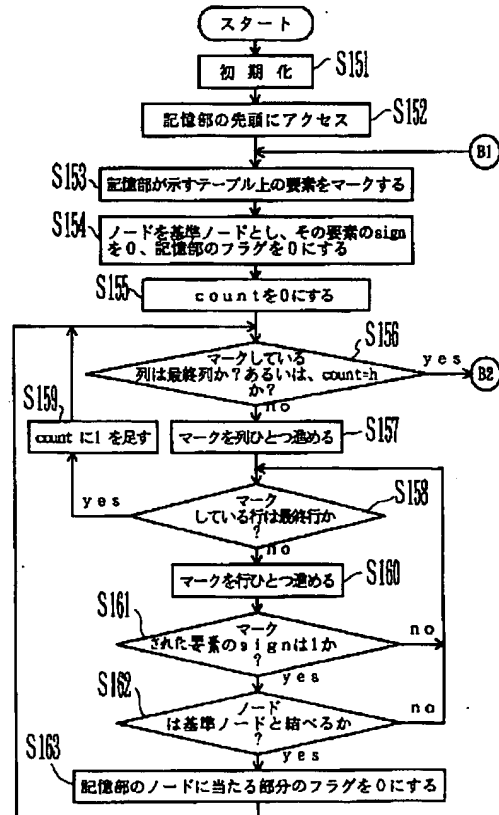 スタート
初期化
S151
記憶部の先頭にアクセス
S152
B1
S153
記憶部が示すテーブル上の要素をマークする
S154
ノードを基準ノードとし、その要素のsign
を0、記憶部のフラグを0にする
S155
countを0にする
S156
マークしている
列は最終列か?あるいは、count=h
か?
yes
B2
no
S159
countに1を足す
マークを列ひとつ進める
S157
yes
マーク
している行は最終行か
?
S158
no
マークを行ひとつ進める
S160
S161
マーク
された要素のsignは1か
?
no
yes
S162
ノード
は基準ノードと結べるか
?
no
yes
S163
記憶部のノードに当たる部分のフラグを0にする